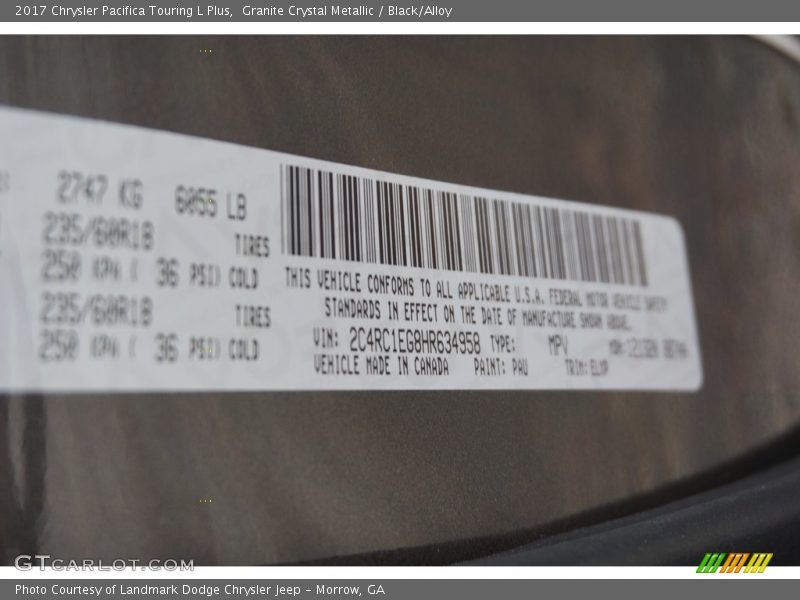 2017 Chrysler Pacifica Touring L Plus,  Granite Crystal Metallic / Black/Alloy
2747 KG 6055 LB
235/60R18 TIRES
250 KPA ( 36 PSI) COLD
235/60R18 TIRES
250 KPA ( 36 PSI) COLD
THIS VEHICLE CONFORMS TO ALL APPLICABLE U.S.A. FEDERAL MOTOR VEHICLE SAFETY
STANDARDS IN EFFECT ON THE DATE OF MANUFACTURE SHOWN ABOVE.
VIN: 2C4RC1EG8HR634958 TYPE: MPV
VEHICLE MADE IN CANADA PAINT: PAU TRIM:
GTCARLOT.COM
Photo Courtesy of Landmark Dodge Chrysler Jeep – Morrow, GA